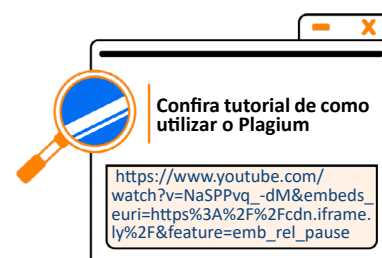 Confira tutorial de como
utilizar o Plagium
https://www.youtube.com/
watch?v=NaSPPvq_-dM&embeds_
euri=https%3A%2F%2Fcdn.iframe.
ly%2F&feature=emb_rel_pause